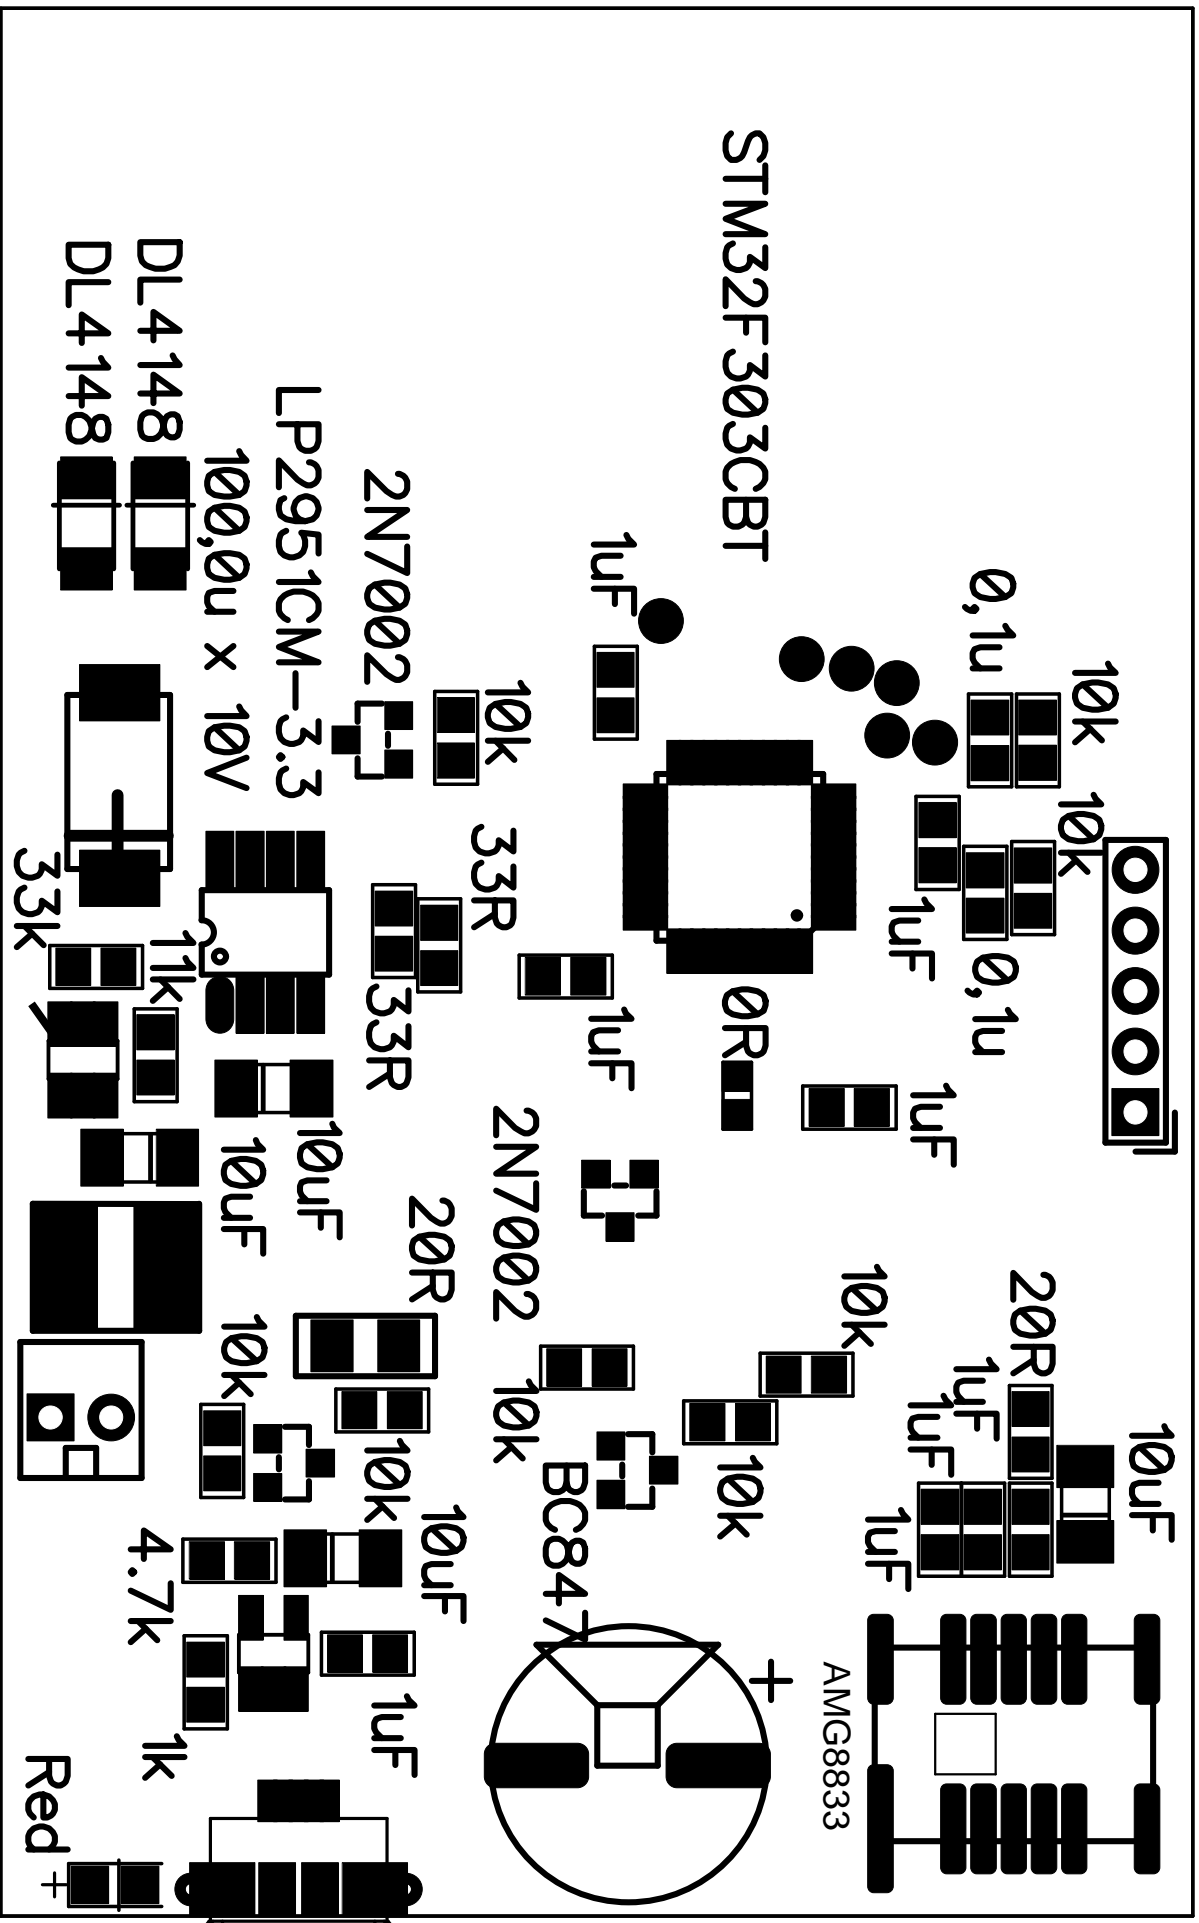 STM32F303CBT
DL4148
DL4148
100,0u x 10V
LP2951CM-3.3
2N7002
1uF
10k
0,1u
10k
10k
33R
1uF
0,1u
33k
11k
33R
1uF
0R
1uF
10uF
10uF
20R
2N7002
10k
20R
1uF
1uF
10k
10k
10k
10k
10uF
1uF
4.7k
10uF
BC847
+
AMG8833
1k
1uF
Red
+